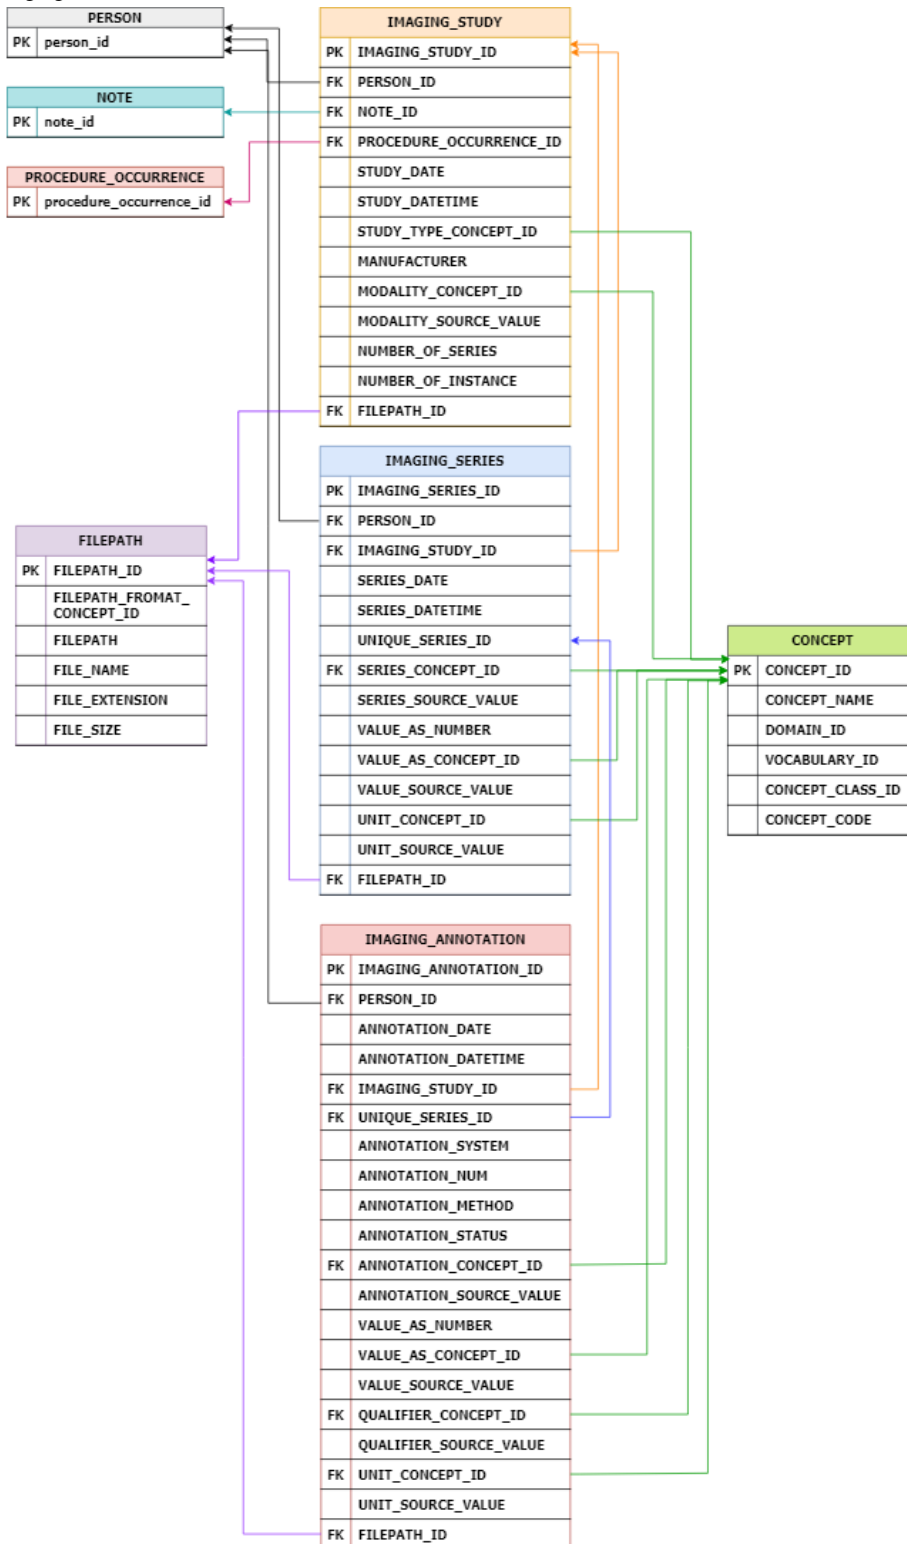 PERSON
PK person_id
NOTE
PK note_id
PROCEDURE_OCCURRENCE
PK procedure_occurrence_id
IMAGING_STUDY
PK IMAGING_STUDY_ID
FK PERSON_ID
FK NOTE_ID
FK PROCEDURE_OCCURRENCE_ID
STUDY_DATE
STUDY_DATETIME
STUDY_TYPE_CONCEPT_ID
MANUFACTURER
MODALITY_CONCEPT_ID
MODALITY_SOURCE_VALUE
NUMBER_OF_SERIES
NUMBER_OF_INSTANCE
FK FILEPATH_ID
IMAGING_SERIES
PK IMAGING_SERIES_ID
FK PERSON_ID
FK IMAGING_STUDY_ID
SERIES_DATE
SERIES_DATETIME
UNIQUE_SERIES_ID
FK SERIES_CONCEPT_ID
SERIES_SOURCE_VALUE
VALUE_AS_NUMBER
VALUE_AS_CONCEPT_ID
VALUE_SOURCE_VALUE
UNIT_CONCEPT_ID
UNIT_SOURCE_VALUE
FK FILEPATH_ID
FILEPATH
PK FILEPATH_ID
FILEPATH_FROMAT_
CONCEPT_ID
FILEPATH
FILE_NAME
FILE_EXTENSION
FILE_SIZE
CONCEPT
PK CONCEPT_ID
CONCEPT_NAME
DOMAIN_ID
VOCABULARY_ID
CONCEPT_CLASS_ID
CONCEPT_CODE
IMAGING_ANNOTATION
PK IMAGING_ANNOTATION_ID
FK PERSON_ID
ANNOTATION_DATE
ANNOTATION_DATETIME
FK IMAGING_STUDY_ID
FK UNIQUE_SERIES_ID
ANNOTATION_SYSTEM
ANNOTATION_NUM
ANNOTATION_METHOD
ANNOTATION_STATUS
FK ANNOTATION_CONCEPT_ID
ANNOTATION_SOURCE_VALUE
VALUE_AS_NUMBER
VALUE_AS_CONCEPT_ID
VALUE_SOURCE_VALUE
FK QUALIFIER_CONCEPT_ID
QUALIFIER_SOURCE_VALUE
FK UNIT_CONCEPT_ID
UNIT_SOURCE_VALUE
FK FILEPATH_ID